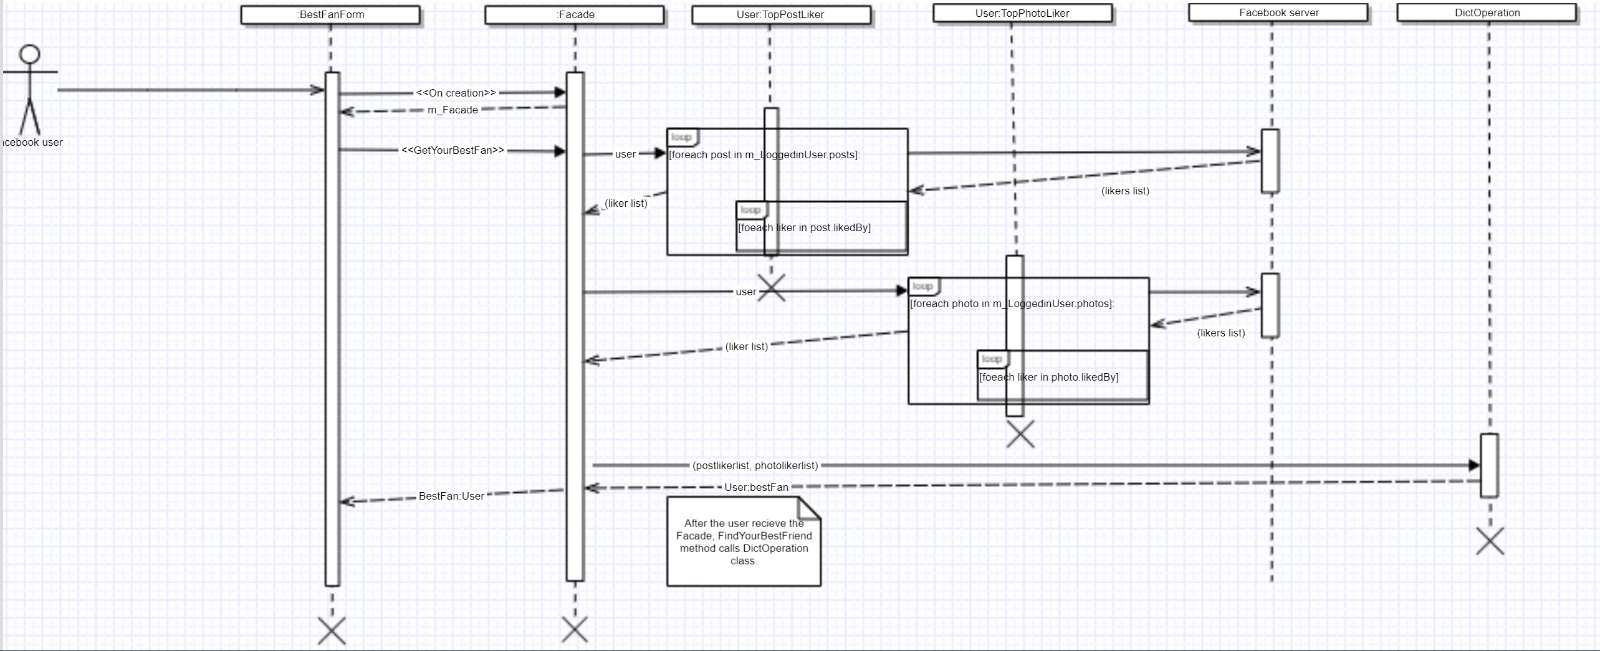 :BestFanForm
:Facade
User:TopPostLiker
User:TopPhotoLiker
Facebook server
DictOperation
cebook user
<<On creation>>
m_Facade
<<GetYourBestFan>>
user
loop
[foreach post in m_LoggedinUser.posts]:
(likers list)
(liker list)
loop
[foeach liker in post.likedBy]
user
loop
[foreach photo in m_LoggedinUser.photos]:
(likers list)
(liker list)
loop
[foeach liker in photo.likedBy]
(postlikerlist, photolikerlist)
User:bestFan
BestFan:User
After the user recieve the
Facade, FindYourBestFriend
method calls DictOperation
class.